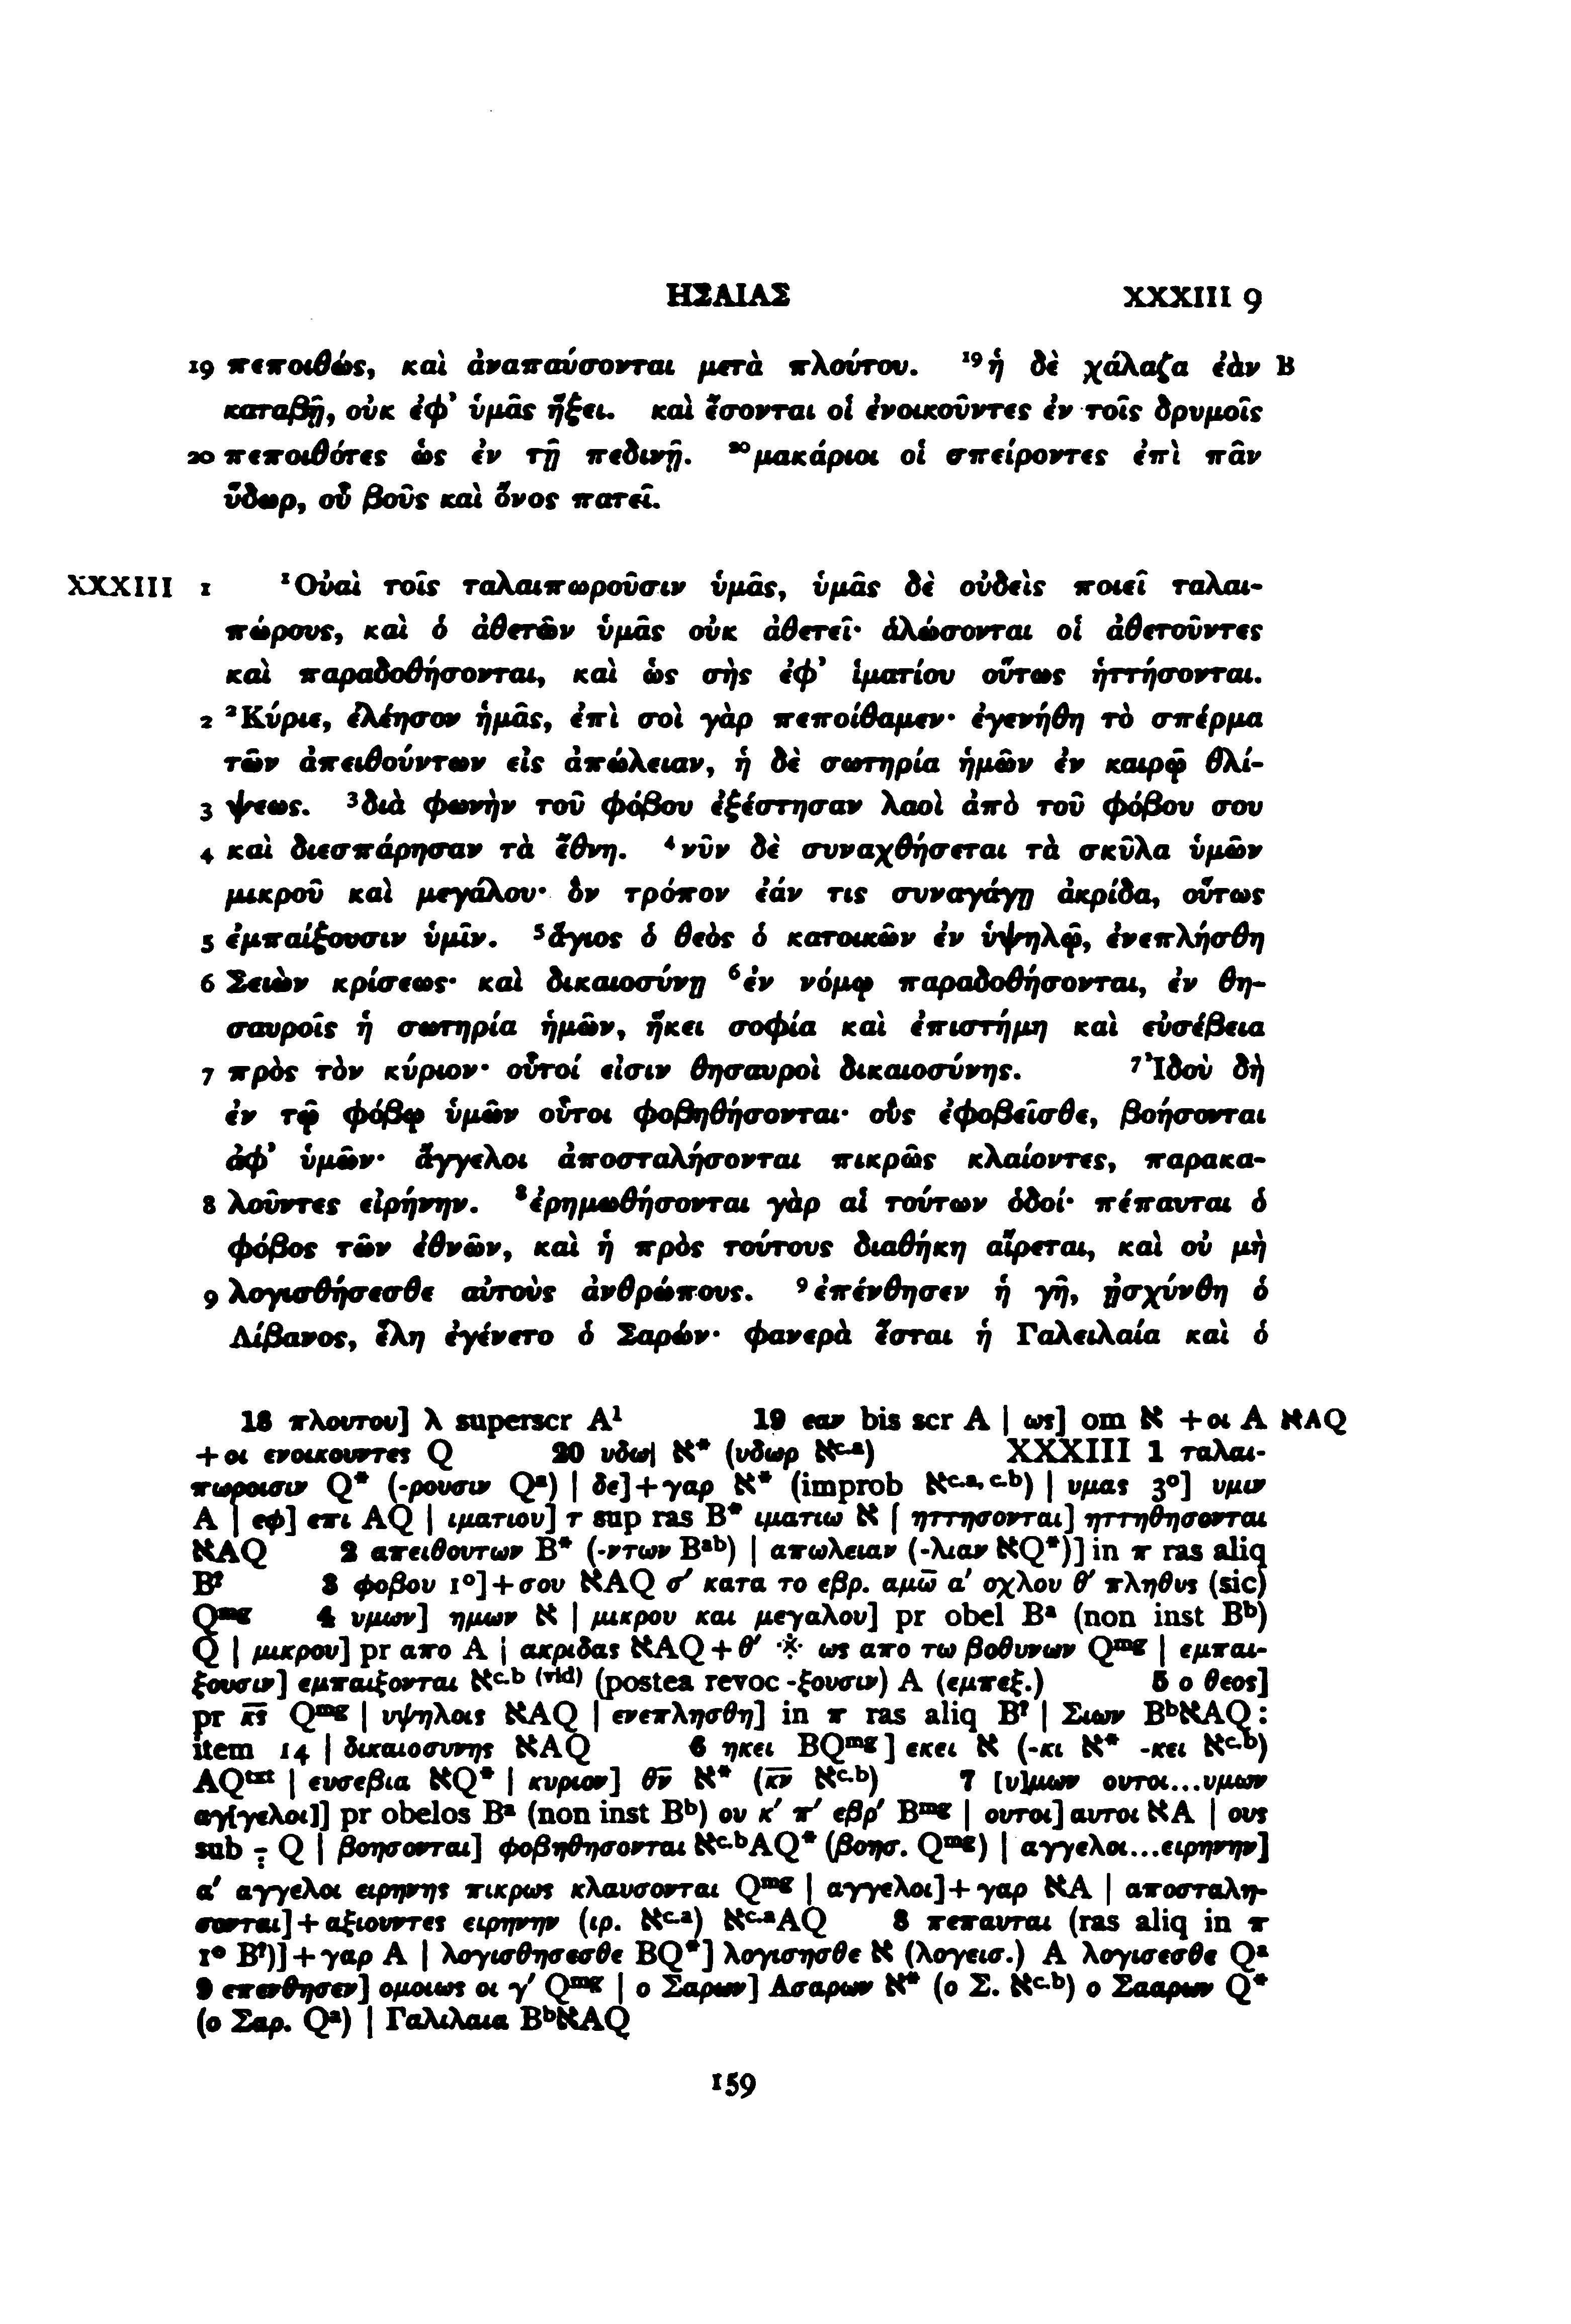 ΗΣΑΙΑΣ XXXIII 9
19 πεποιθώς, καὶ ἀναπαύσονται μετὰ πλούτου. ¹⁹ἡ δὲ χάλαζα ἐὰν B
καταβῇ, οὐκ ἐφ’ ὑμᾶς ἥξει. καὶ ἔσονται οἱ ἐνοικοῦντες ἐν τοῖς δρυμοῖς
20 πεποιθότες ὡς ἐν τῇ πεδινῇ. ²⁰μακάριοι οἱ σπείροντες ἐπὶ πᾶν
ὕδωρ, οὗ βοῦς καὶ ὄνος πατεῖ.
XXXIII 1 ¹Οὐαὶ τοῖς ταλαιπωροῦσιν ὑμᾶς, ὑμᾶς δὲ οὐδεὶς ποιεῖ ταλαι-
πώρους, καὶ ὁ ἀθετῶν ὑμᾶς οὐκ ἀθετεῖ· ἁλώσονται οἱ ἀθετοῦντες
καὶ παραδοθήσονται, καὶ ὡς σὴς ἐφ’ ἱματίου οὕτως ἡττήσονται.
2 ²Κύριε, ἐλέησον ἡμᾶς, ἐπὶ σοὶ γὰρ πεποίθαμεν· ἐγενήθη τὸ σπέρμα
τῶν ἀπειθούντων εἰς ἀπώλειαν, ἡ δὲ σωτηρία ἡμῶν ἐν καιρῷ θλί-
3 ψεως. ³διὰ φωνὴν τοῦ φόβου ἐξέστησαν λαοὶ ἀπὸ τοῦ φόβου σου
4 καὶ διεσπάρησαν τὰ ἔθνη. ⁴νῦν δὲ συναχθήσεται τὰ σκῦλα ὑμῶν
μικροῦ καὶ μεγάλου· ὃν τρόπον ἐάν τις συναγάγῃ ἀκρίδα, οὕτως
5 ἐμπαίξουσιν ὑμῖν. ⁵ἅγιος ὁ θεὸς ὁ κατοικῶν ἐν ὑψηλῷ, ἐνεπλήσθη
6 Σειὼν κρίσεως· καὶ δικαιοσύνῃ ⁶ἐν νόμῳ παραδοθήσονται, ἐν θη-
σαυροῖς ἡ σωτηρία ἡμῶν, ἥκει σοφία καὶ ἐπιστήμη καὶ εὐσέβεια
7 πρὸς τὸν κύριον· οὗτοί εἰσιν θησαυροὶ δικαιοσύνης. ⁷Ἰδοὺ δὴ
ἐν τῷ φόβῳ ὑμῶν οὗτοι φοβηθήσονται· οὓς ἐφοβεῖσθε, βοήσονται
ἀφ’ ὑμῶν· ἄγγελοι ἀποσταλήσονται πικρῶς κλαίοντες, παρακα-
8 λοῦντες εἰρήνην. ⁸ἐρημωθήσονται γὰρ αἱ τούτων ὁδοί· πέπαυται ὁ
φόβος τῶν ἐθνῶν, καὶ ἡ πρὸς τούτους διαθήκη αἴρεται, καὶ οὐ μὴ
9 λογισθήσεσθε αὐτοὺς ἀνθρώπους. ⁹ἐπένθησεν ἡ γῆ, ᾐσχύνθη ὁ
Λίβανος, ἕλη ἐγένετο ὁ Σαρών· φανερὰ ἔσται ἡ Γαλειλαία καὶ ὁ
18 πλουτου] λ superscr A¹ 19 εαν bis scr A | ως] om א +οι A אAQ
+οι ενοικουντες Q 20 υδω| א* (υδωρ אᶜ·ᵃ) XXXIII 1 ταλαι-
πωροισιν Q* (-ρουσιν Qᵃ) | δε]+γαρ א* (improb אᶜ·ᵃ, ᶜ·ᵇ) | υμας 3⁰] υμιν
A | εφ] επι AQ | ιματιου] τ sup ras B* ιματιω א | ηττησονται] ηττηθησονται
אAQ 2 απειθουτων B* (-ντων Bᵃᵇ) | απωλειαν (-λιαν אQ*)] in π ras aliq
B? 3 φοβου 1⁰]+σου אAQ σ′ κατα το εβρ. αμω̄ α′ οχλου θ′ πληθυς (sic)
Qᵐᵍ 4 υμων] ημων א | μικρου και μεγαλου] pr obel Bᵃ (non inst Bᵇ)
Q | μικρου] pr απο A | ακριδας אAQ+θ′ ※ ως απο τω βοθυνων Qᵐᵍ | εμπαι-
ξουσιν] εμπαιξονται אᶜ·ᵇ ⁽ᵛⁱᵈ⁾ (postea revoc -ξουσιν) A (εμπεξ.) 5 ο θεος]
pr κ̅ς̅ Qᵐᵍ | υψηλοις אAQ | ενεπλησθη] in π ras aliq B? | Σιων BᵇאAQ:
item 14 | δικαιοσυνης אAQ 6 ηκει BQᵐᵍ] εκει א (-κι א* -κει אᶜ·ᵇ)
AQᵗˣᵗ | ευσεβια אQ* | κυριον] θ̅ν̅ א* (κ̅ν̅ אᶜ·ᵇ) 7 [υ]μων ουτοι...υμων
αγ[γελοι]] pr obelos Bᵃ (non inst Bᵇ) ου κ′ π′ εβρ′ Bᵐᵍ | ουτοι] αυτοι אA | ους
sub ÷ Q | βοησονται] φοβηθησονται אᶜ·ᵇAQ* (βοησ. Qᵐᵍ) | αγγελοι...ειρηνην]
α′ αγγελοι ειρηνης πικρως κλαυσονται Qᵐᵍ | αγγελοι]+γαρ אA | αποσταλη-
σονται]+αξιουντες ειρηνην (ιρ. אᶜ·ᵃ) אᶜ·ᵃAQ 8 πεπαυται (ras aliq in π
1⁰ B?)]+γαρ A | λογισθησεσθε BQ*] λογισησθε א (λογεισ.) A λογισεσθε Qᵃ
9 επενθησεν] ομοιως οι γ′ Qᵐᵍ | ο Σαρων] Ασαρων א* (ο Σ. אᶜ·ᵇ) ο Σααρων Q*
(ο Σαρ. Qᵃ) | Γαλιλαια BᵇאAQ
159